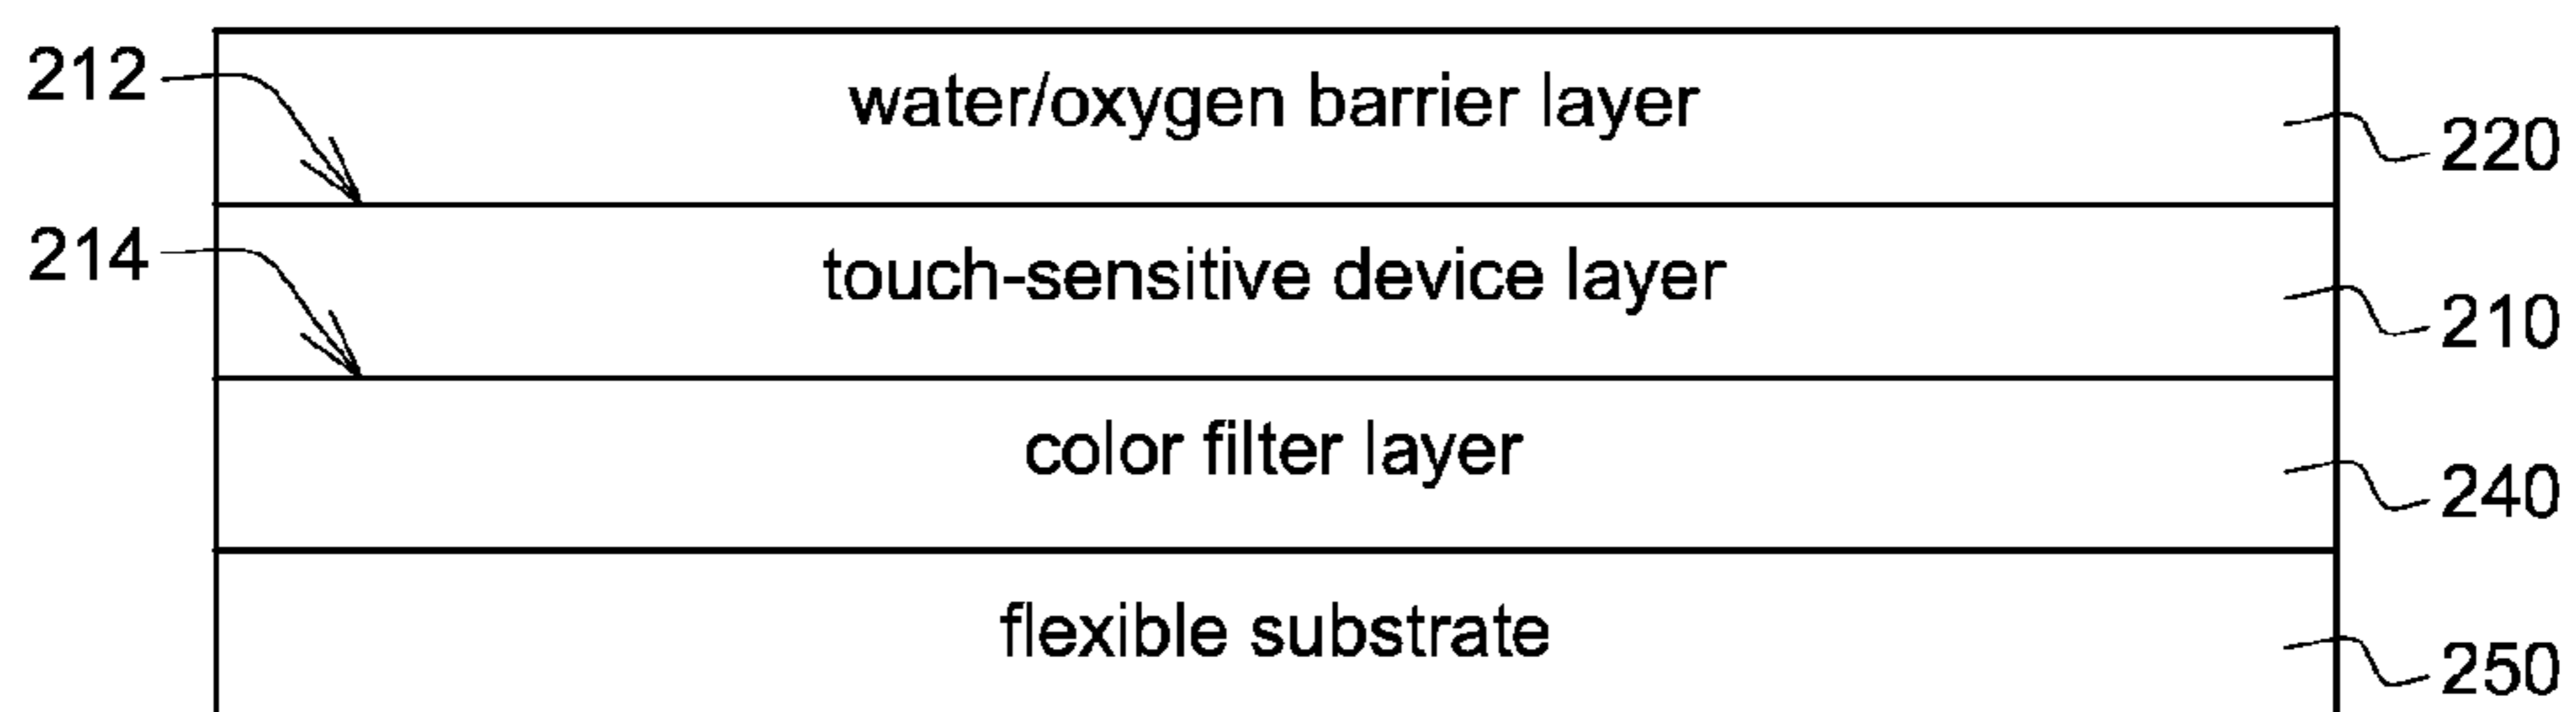 212
water/oxygen barrier layer
220
214
touch-sensitive device layer
210
color filter layer
240
flexible substrate
250